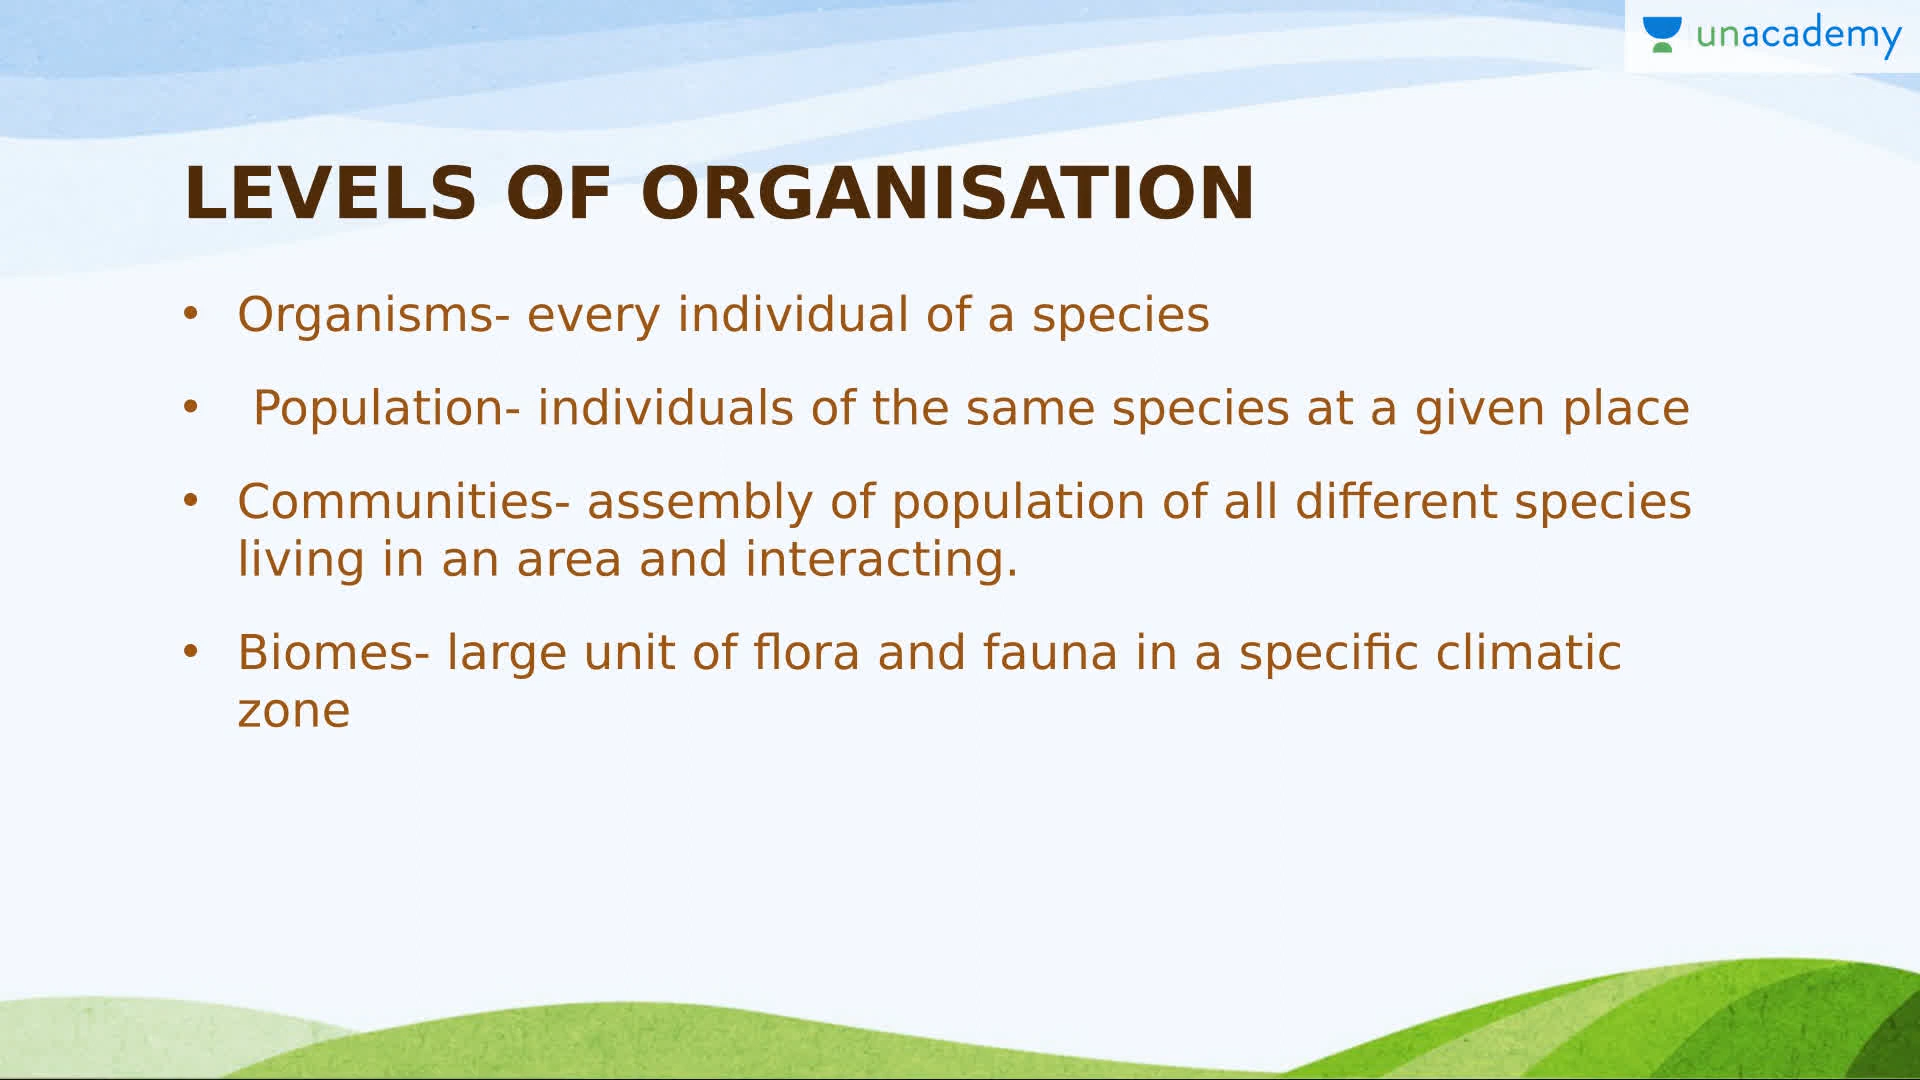 unacademy
LEVELS OF ORGANISATION
• Organisms- every individual of a species
• Population- individuals of the same species at a given place
• Communities- assembly of population of all different species
living in an area and interacting.
• Biomes- large unit of flora and fauna in a specific climatic
zone